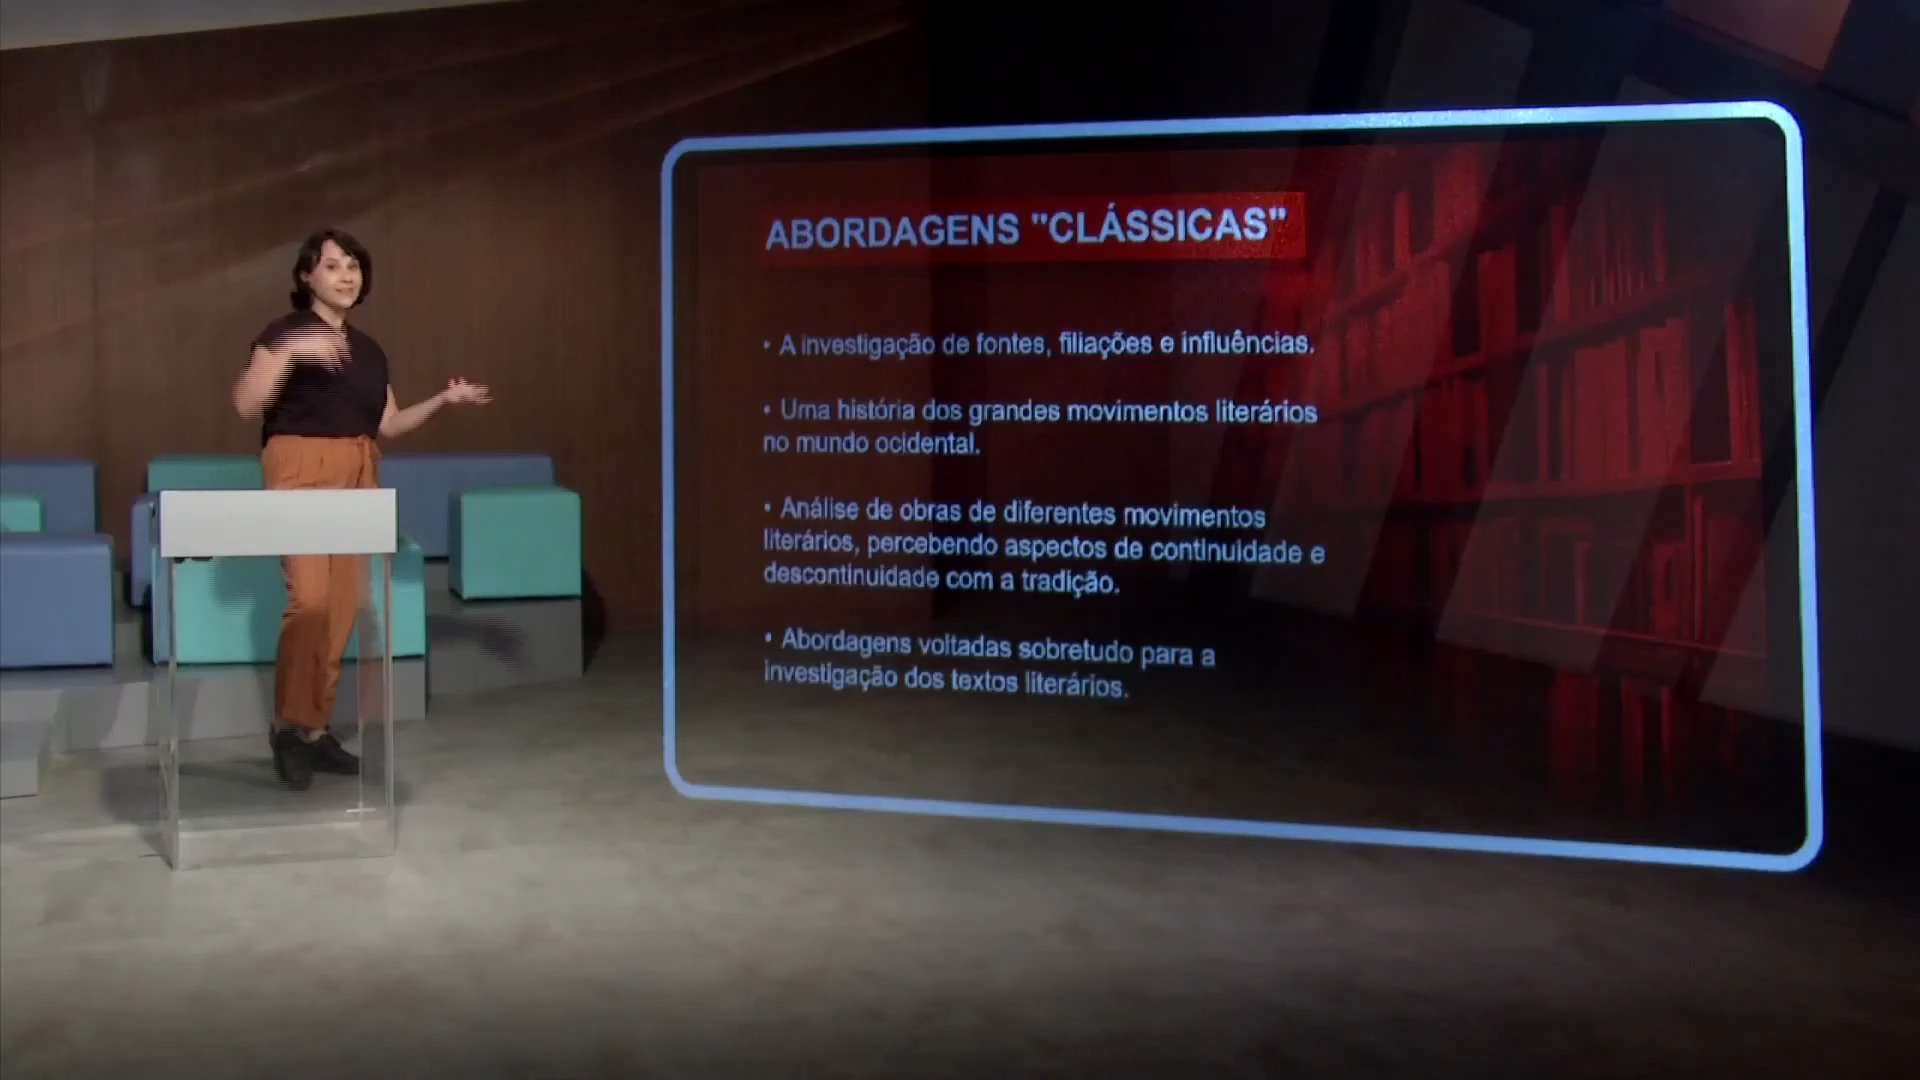 ABORDAGENS "CLÁSSICAS"
• A investigação de fontes, filiações e influências.
• Uma história dos grandes movimentos literários
no mundo ocidental.
• Análise de obras de diferentes movimentos
literários, percebendo aspectos de continuidade e
descontinuidade com a tradição.
• Abordagens voltadas sobretudo para a
investigação dos textos literários.